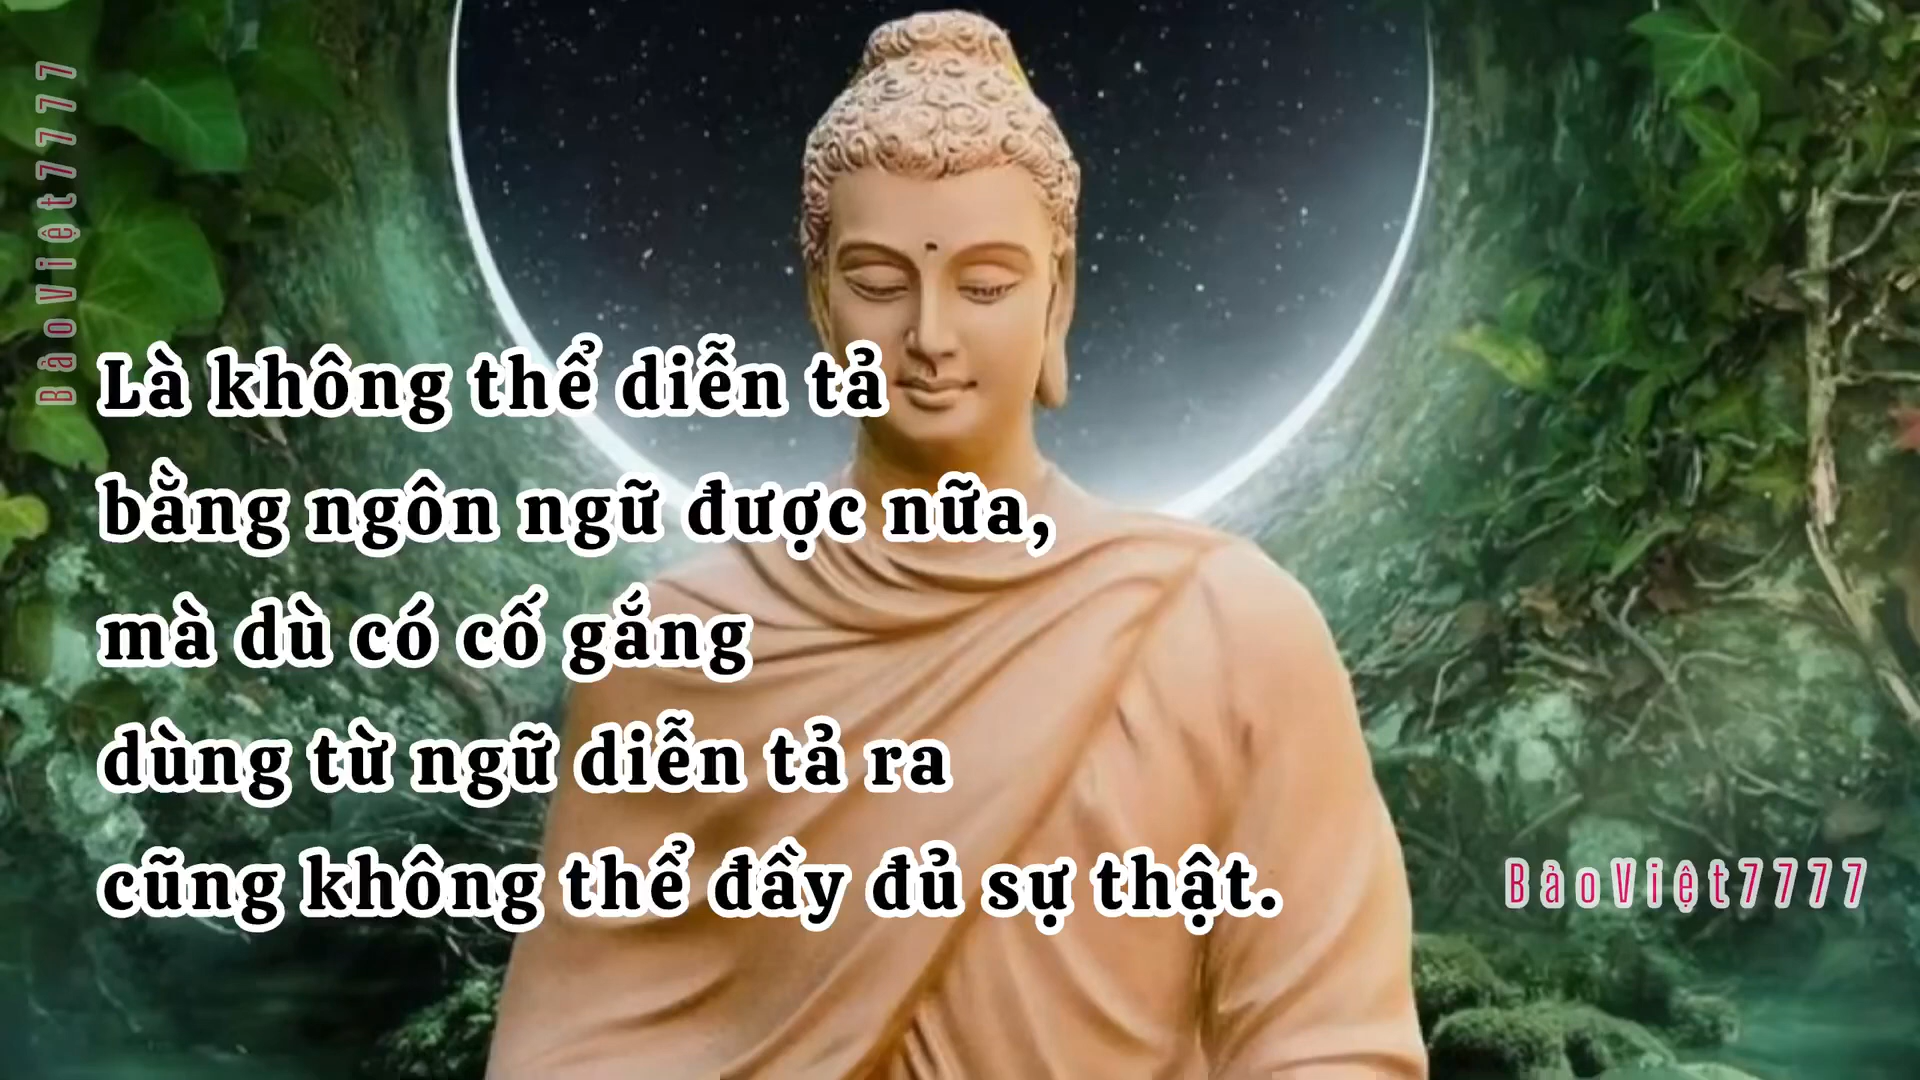 BảoViệt7777
Là không thể diễn tả
bằng ngôn ngữ được nữa,
mà dù có cố gắng
dùng từ ngữ diễn tả ra
cũng không thể đầy đủ sự thật.
BảoViệt7777